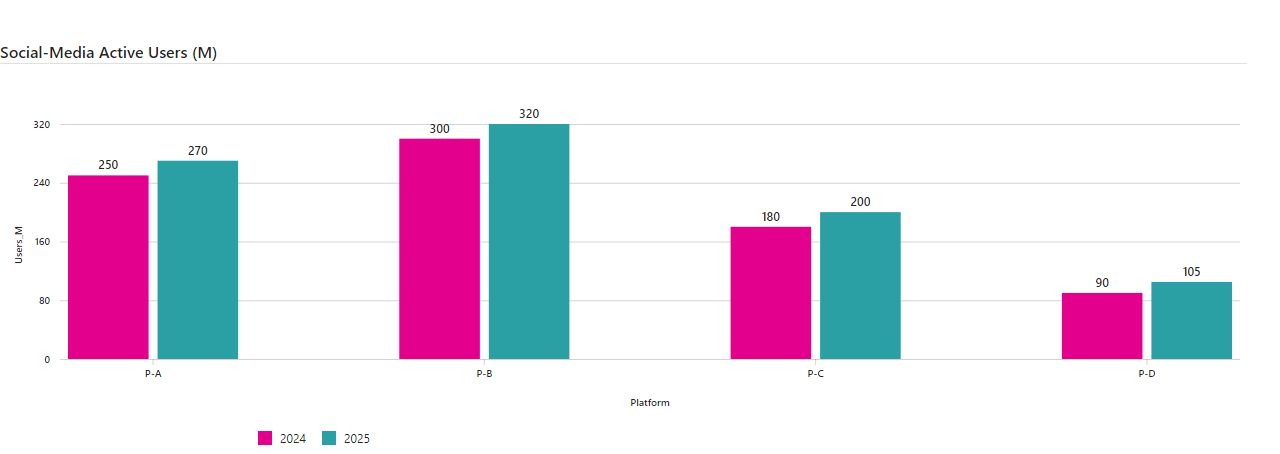 Social-Media Active Users (M)
320
240
160
80
0
Users_M
250
270
300
320
180
200
90
105
P-A
P-B
P-C
P-D
Platform
2024
2025